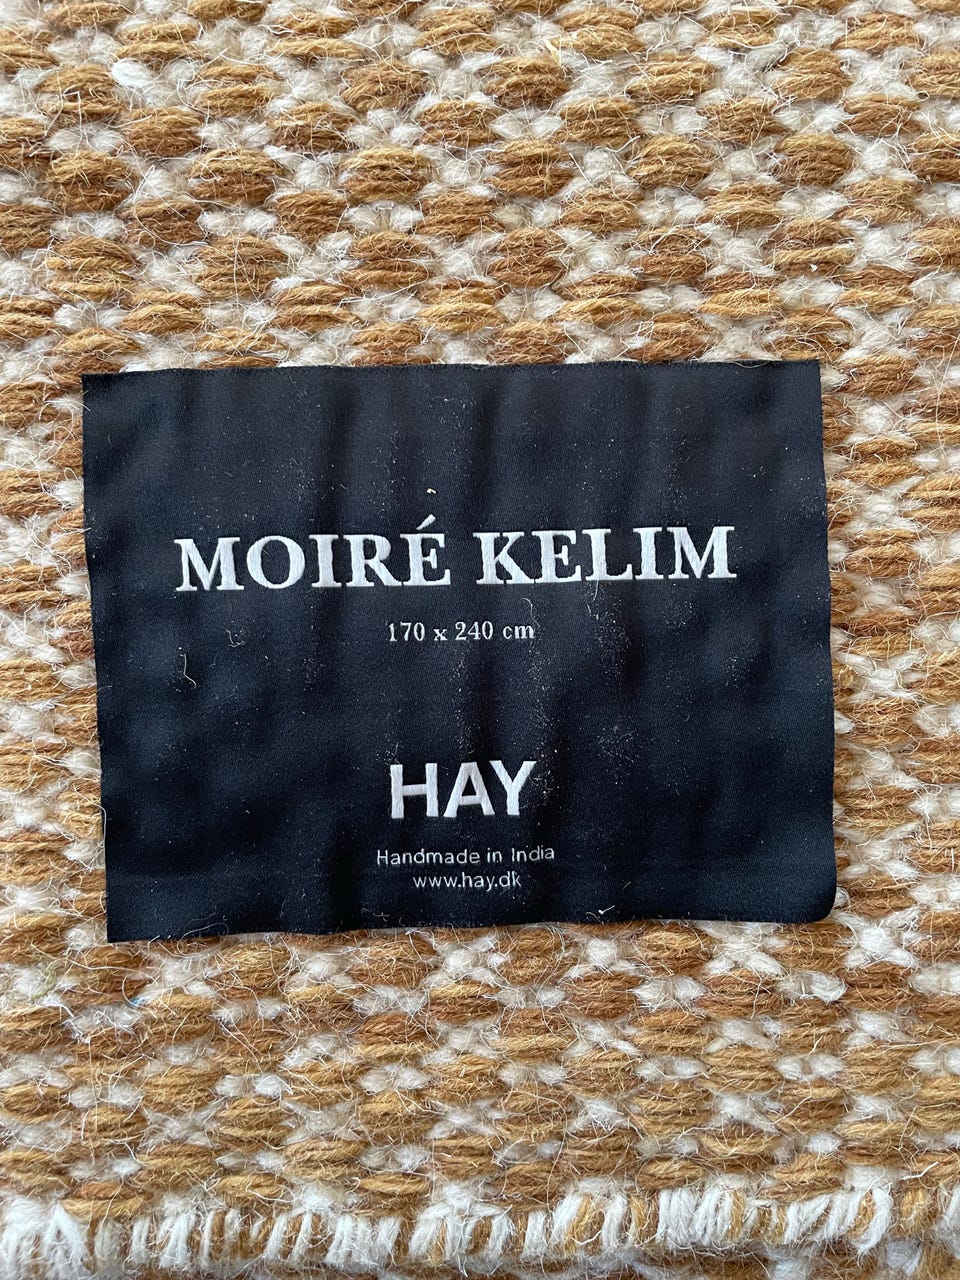 MOIRÉ KELIM
170 x 240 cm
HAY
Handmade in India
www.hay.dk